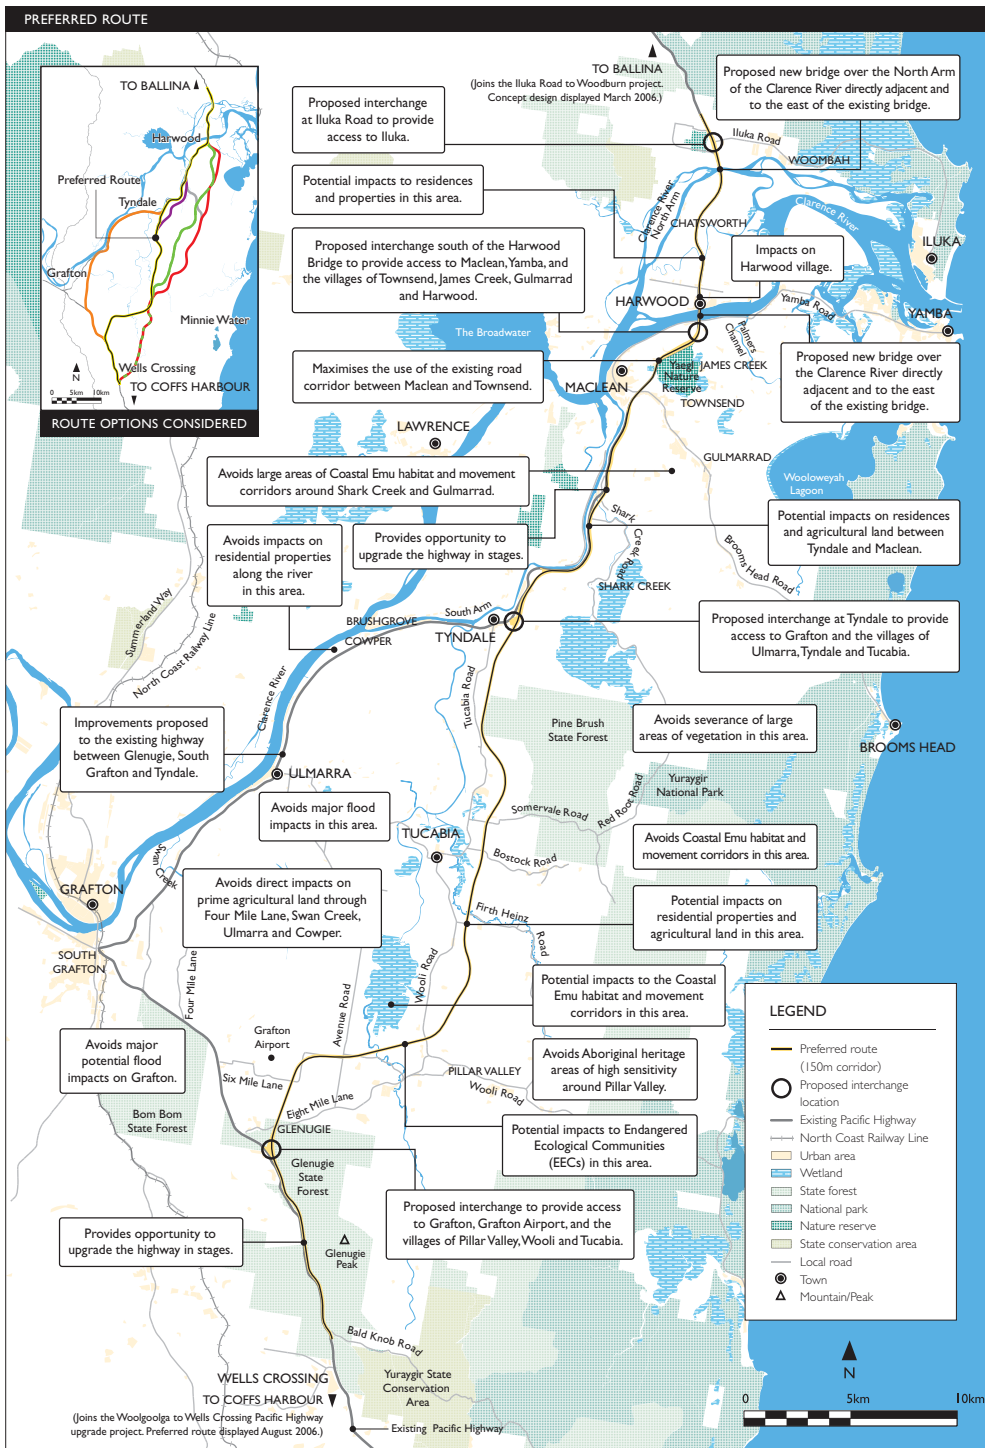 PREFERRED ROUTE
TO BALLINA
Harwood
Preferred Route
Tyndale
Grafton
Minnie Water
Wells Crossing
TO COFFS HARBOUR
N
0 5km 10km
ROUTE OPTIONS CONSIDERED
TO BALLINA
(Joins the Iluka Road to Woodburn project.
Concept design displayed March 2006.)
Proposed new bridge over the North Arm
of the Clarence River directly adjacent and
to the east of the existing bridge.
Proposed interchange
at Iluka Road to provide
access to Iluka.
Iluka Road
WOOMBAH
Potential impacts to residences
and properties in this area.
Clarence River
North Arm
CHATSWORTH
Clarence River
ILUKA
Proposed interchange south of the Harwood
Bridge to provide access to Maclean, Yamba, and
the villages of Townsend, James Creek, Gulmarrad
and Harwood.
Impacts on
Harwood village.
HARWOOD
Yamba Road
YAMBA
The Broadwater
Palmers
Channel
Proposed new bridge over
the Clarence River directly
adjacent and to the east
of the existing bridge.
Maximises the use of the existing road
corridor between Maclean and Townsend.
MACLEAN
Yaegl
Nature
Reserve
JAMES CREEK
TOWNSEND
LAWRENCE
GULMARRAD
Wooloweyah
Lagoon
Avoids large areas of Coastal Emu habitat and movement
corridors around Shark Creek and Gulmarrad.
Shark
Creek Road
Potential impacts on residences
and agricultural land between
Tyndale and Maclean.
Avoids impacts on
residential properties
along the river
in this area.
Provides opportunity to
upgrade the highway in stages.
Brooms Head Road
SHARK CREEK
Summerland Way
North Coast Railway Line
BRUSHGROVE
South Arm
COWPER
TYNDALE
Proposed interchange at Tyndale to provide
access to Grafton and the villages of
Ulmarra, Tyndale and Tucabia.
Clarence River
Tucabia Road
Improvements proposed
to the existing highway
between Glenugie, South
Grafton and Tyndale.
Pine Brush
State Forest
Avoids severance of large
areas of vegetation in this area.
BROOMS HEAD
ULMARRA
Yuraygir
National Park
Avoids major flood
impacts in this area.
Somervale Road
Red Root Road
TUCABIA
Avoids Coastal Emu habitat and
movement corridors in this area.
Bostock Road
Swan
Creek
GRAFTON
Avoids direct impacts on
prime agricultural land through
Four Mile Lane, Swan Creek,
Ulmarra and Cowper.
Potential impacts on
residential properties and
agricultural land in this area.
Firth Heinz
Road
SOUTH
GRAFTON
Four Mile Lane
Avenue Road
Wooli Road
Potential impacts to the Coastal
Emu habitat and movement
corridors in this area.
Avoids major
potential flood
impacts on Grafton.
Grafton
Airport
Six Mile Lane
PILLAR VALLEY
Wooli Road
Avoids Aboriginal heritage
areas of high sensitivity
around Pillar Valley.
Eight Mile Lane
Bom Bom
State Forest
GLENUGIE
Potential impacts to Endangered
Ecological Communities
(EECs) in this area.
Glenugie
State
Forest
Proposed interchange to provide access
to Grafton, Grafton Airport, and the
villages of Pillar Valley, Wooli and Tucabia.
Provides opportunity to
upgrade the highway in stages.
Glenugie
Peak
Bald Knob Road
WELLS CROSSING
TO COFFS HARBOUR
(Joins the Woolgoolga to Wells Crossing Pacific Highway
upgrade project. Preferred route displayed August 2006.)
Yuraygir State
Conservation
Area
Existing Pacific Highway
LEGEND
Preferred route
(150m corridor)
Proposed interchange
location
Existing Pacific Highway
North Coast Railway Line
Urban area
Wetland
State forest
National park
Nature reserve
State conservation area
Local road
Town
Mountain/Peak
N
0 5km 10km